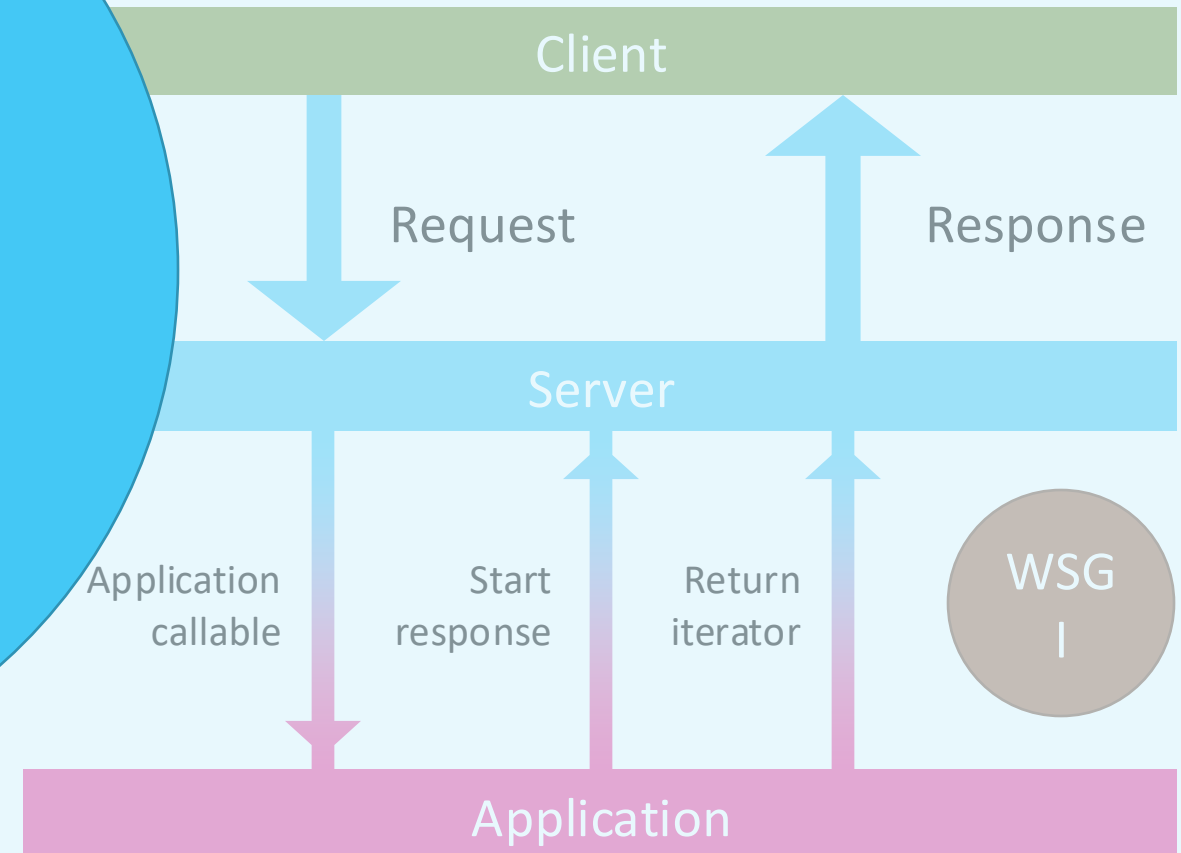 Client
Request
Response
Server
Application
callable
Start
response
Return
iterator
WSG
I
Application